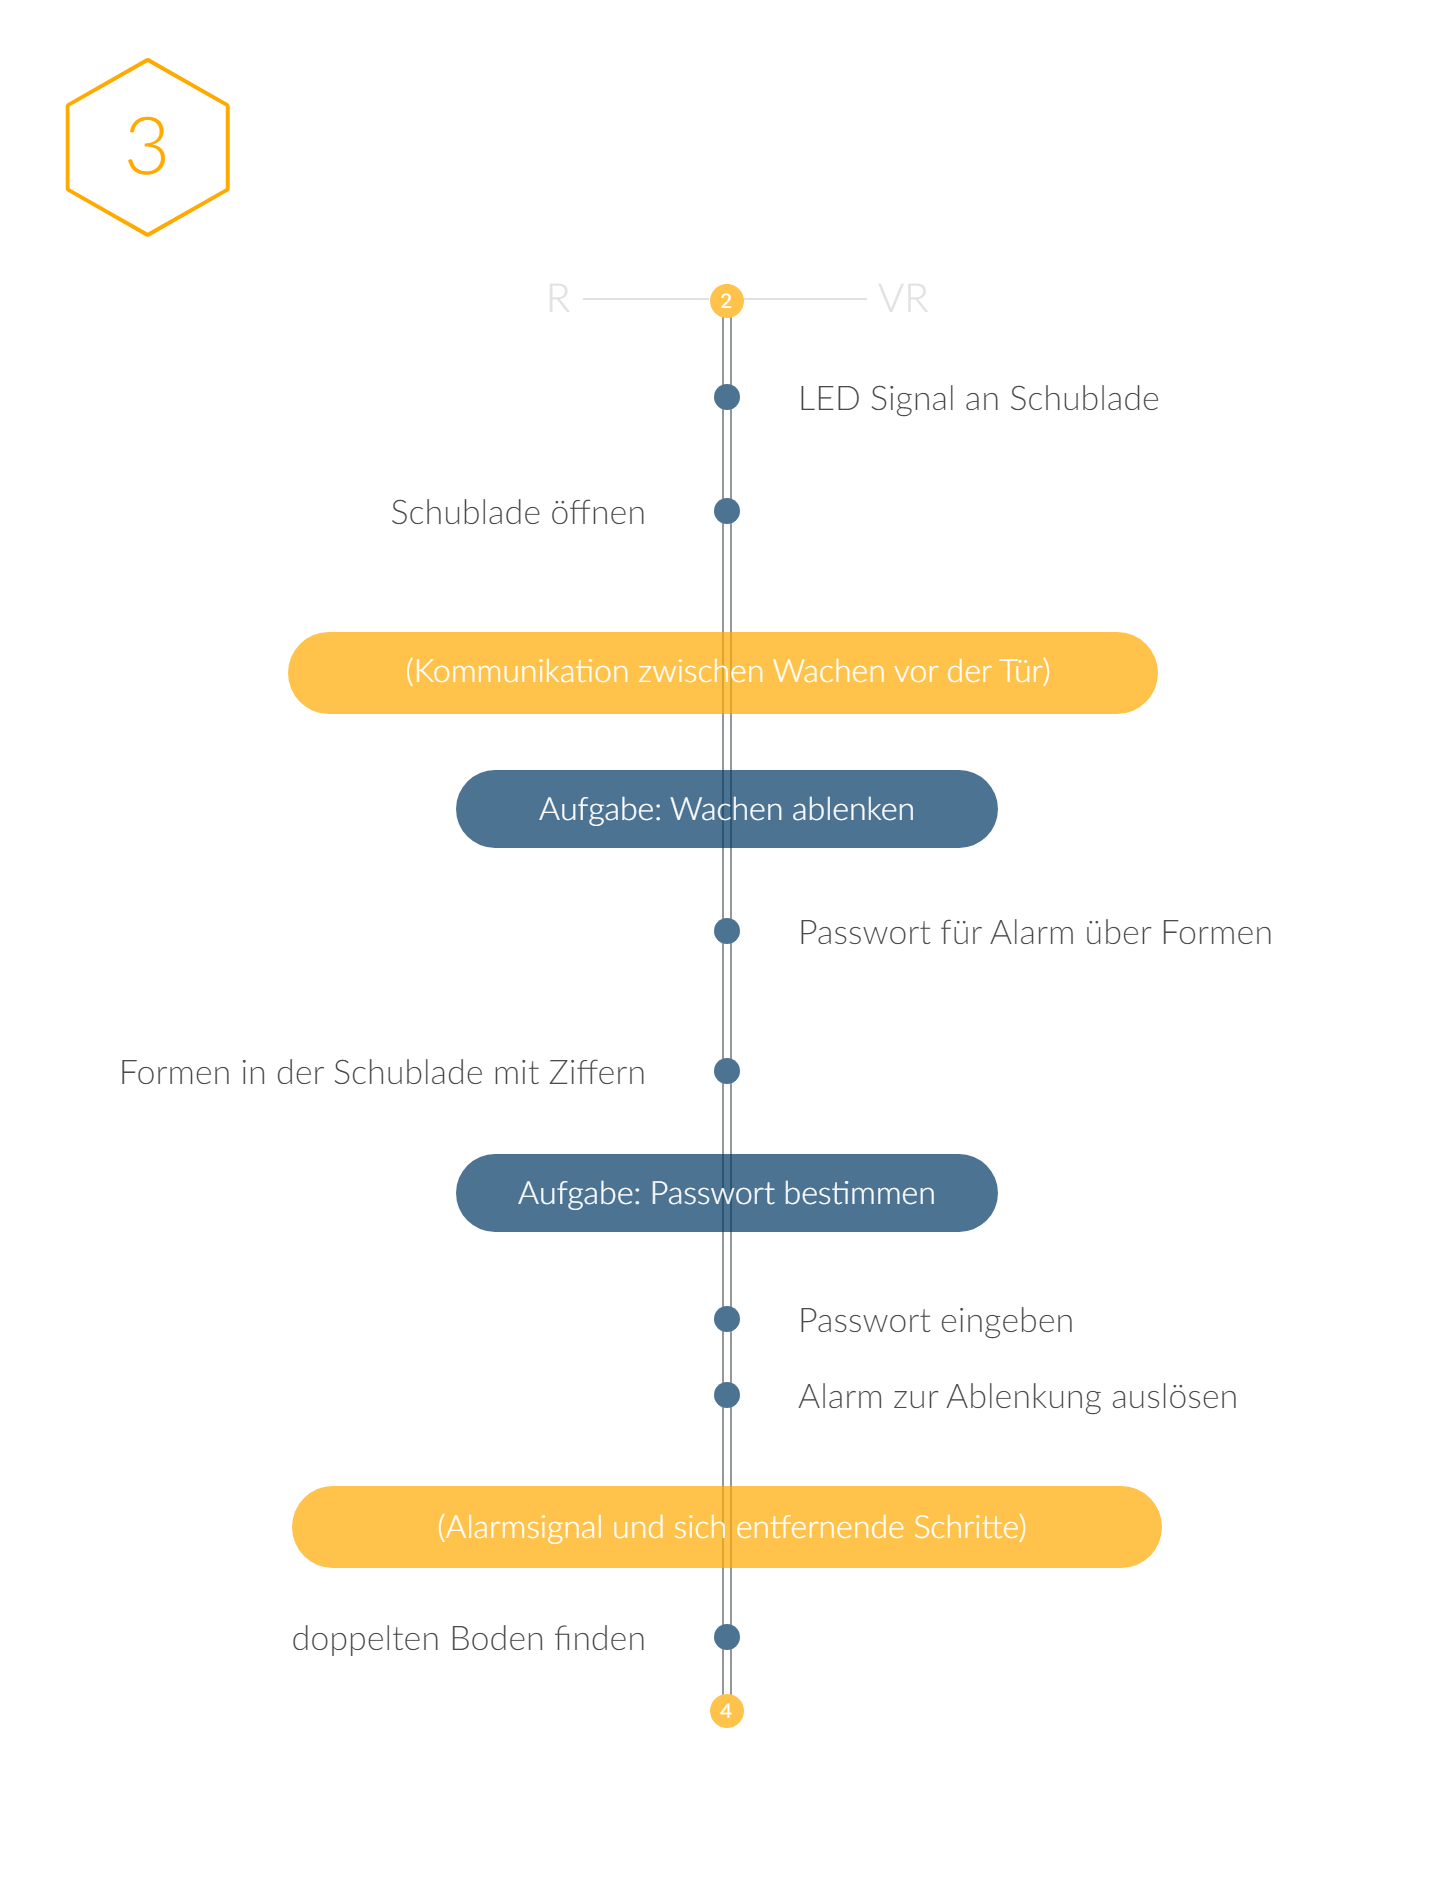 3
R
2
VR
LED Signal an Schublade
Schublade öffnen
(Kommunikation zwischen Wachen vor der Tür)
Aufgabe: Wachen ablenken
Passwort für Alarm über Formen
Formen in der Schublade mit Ziffern
Aufgabe: Passwort bestimmen
Passwort eingeben
Alarm zur Ablenkung auslösen
(Alarmsignal und sich entfernende Schritte)
doppelten Boden finden
4